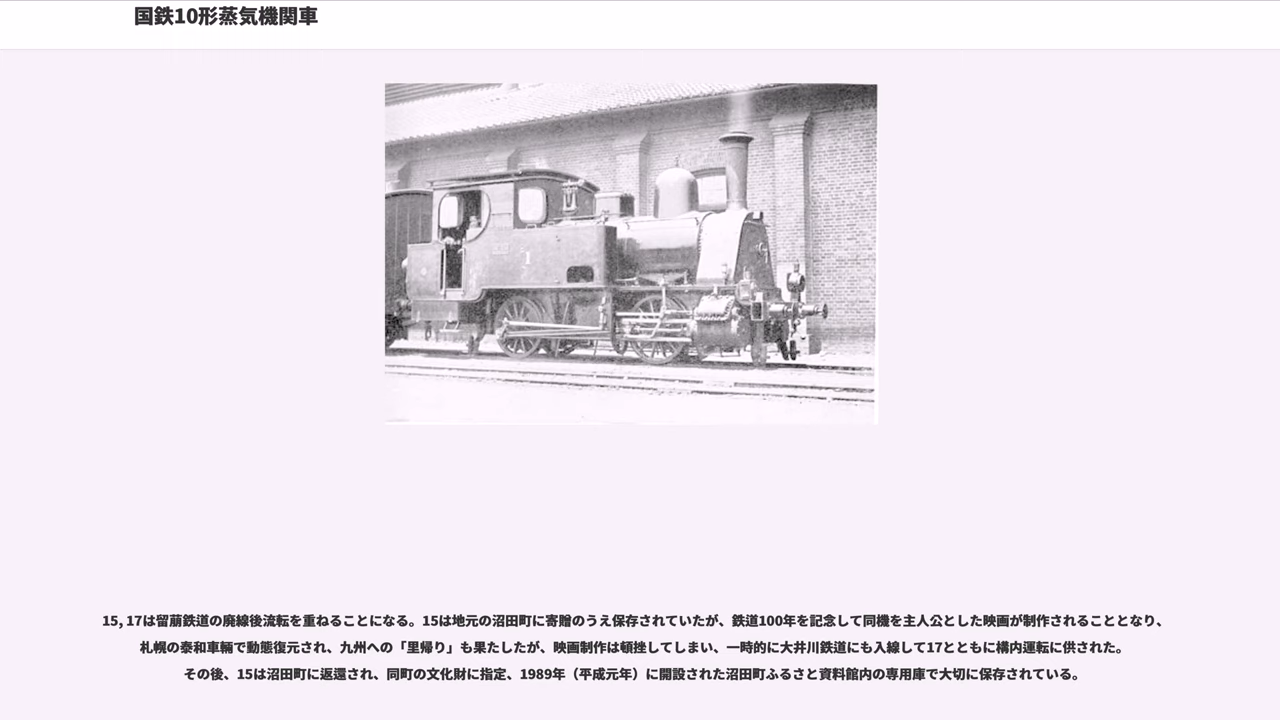 国鉄10形蒸気機関車
1
15, 17は留萠鉄道の廃線後流転を重ねることになる。15は地元の沼田町に寄贈のうえ保存されていたが、鉄道100年を記念して同機を主人公とした映画が制作されることとなり、
札幌の泰和車輛で動態復元され、九州への「里帰り」も果たしたが、映画制作は頓挫してしまい、一時的に大井川鉄道にも入線して17とともに構内運転に供された。
その後、15は沼田町に返還され、同町の文化財に指定、1989年（平成元年）に開設された沼田町ふるさと資料館内の専用庫で大切に保存されている。